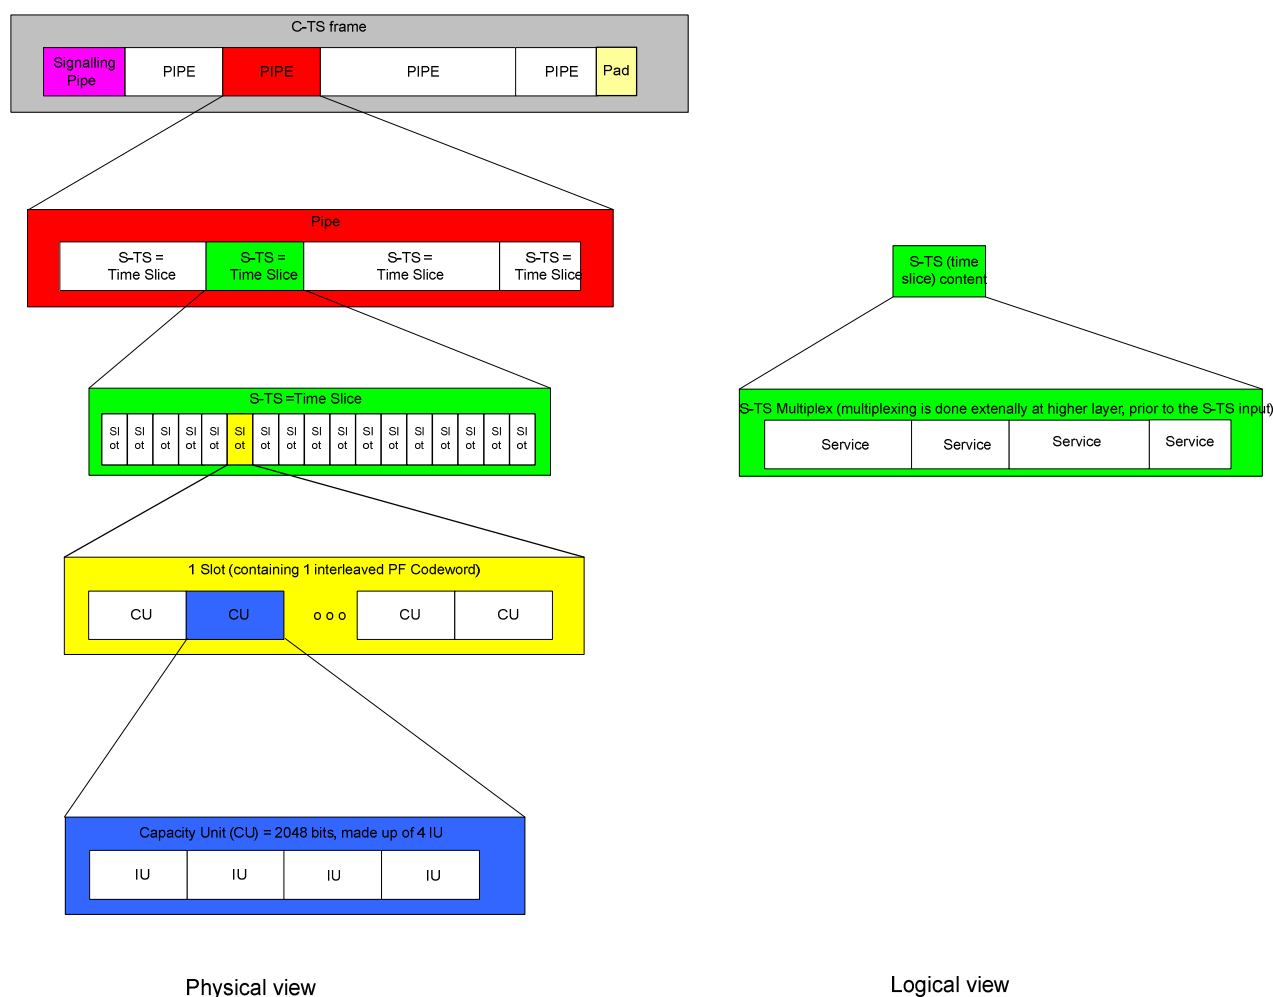 C-TS frame
Signalling
Pipe
PIPE
PIPE
PIPE
PIPE
Pad
Pipe
S-TS =
Time Slice
S-TS =
Time Slice
S-TS =
Time Slice
S-TS =
Time Slice
S-TS =Time Slice
Sl
ot
Sl
ot
Sl
ot
Sl
ot
Sl
ot
Sl
ot
Sl
ot
Sl
ot
Sl
ot
Sl
ot
Sl
ot
Sl
ot
Sl
ot
Sl
ot
Sl
ot
Sl
ot
Sl
ot
1 Slot (containing 1 interleaved PF Codeword)
CU
CU
o o o
CU
CU
Capacity Unit (CU) = 2048 bits, made up of 4 IU
IU
IU
IU
IU
Physical view
S-TS (time
slice) content
S-TS Multiplex (multiplexing is done extenally at higher layer, prior to the S-TS input)
Service
Service
Service
Service
Logical view